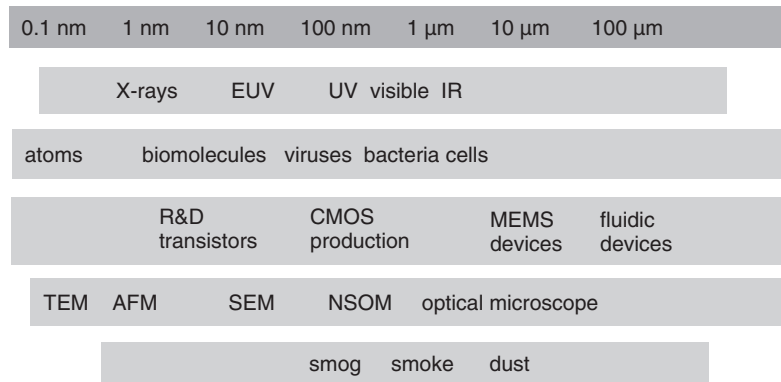 0.1 nm 1 nm 10 nm 100 nm 1 µm 10 µm 100 µm
X-rays EUV UV visible IR
atoms biomolecules viruses bacteria cells
R&D transistors CMOS production MEMS devices fluidic devices
TEM AFM SEM NSOM optical microscope
smog smoke dust